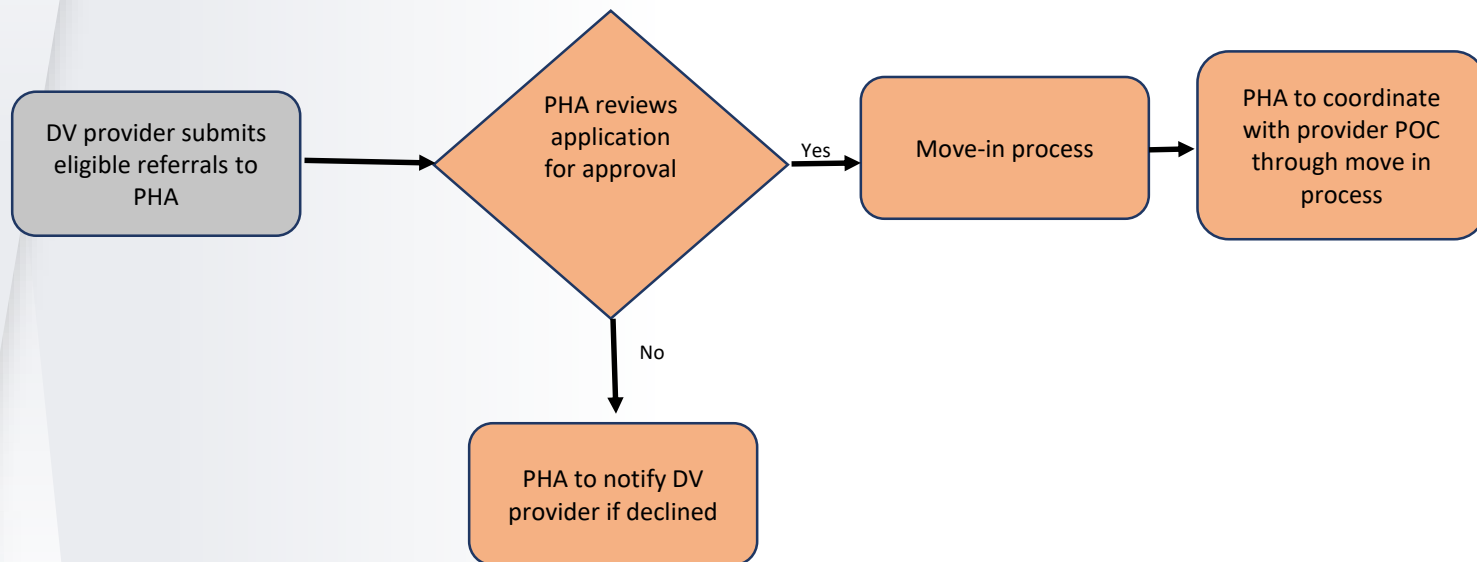 DV provider submits
eligible referrals to
PHA
PHA reviews
application
for approval
Yes
Move-in process
PHA to coordinate
with provider POC
through move in
process
No
PHA to notify DV
provider if declined